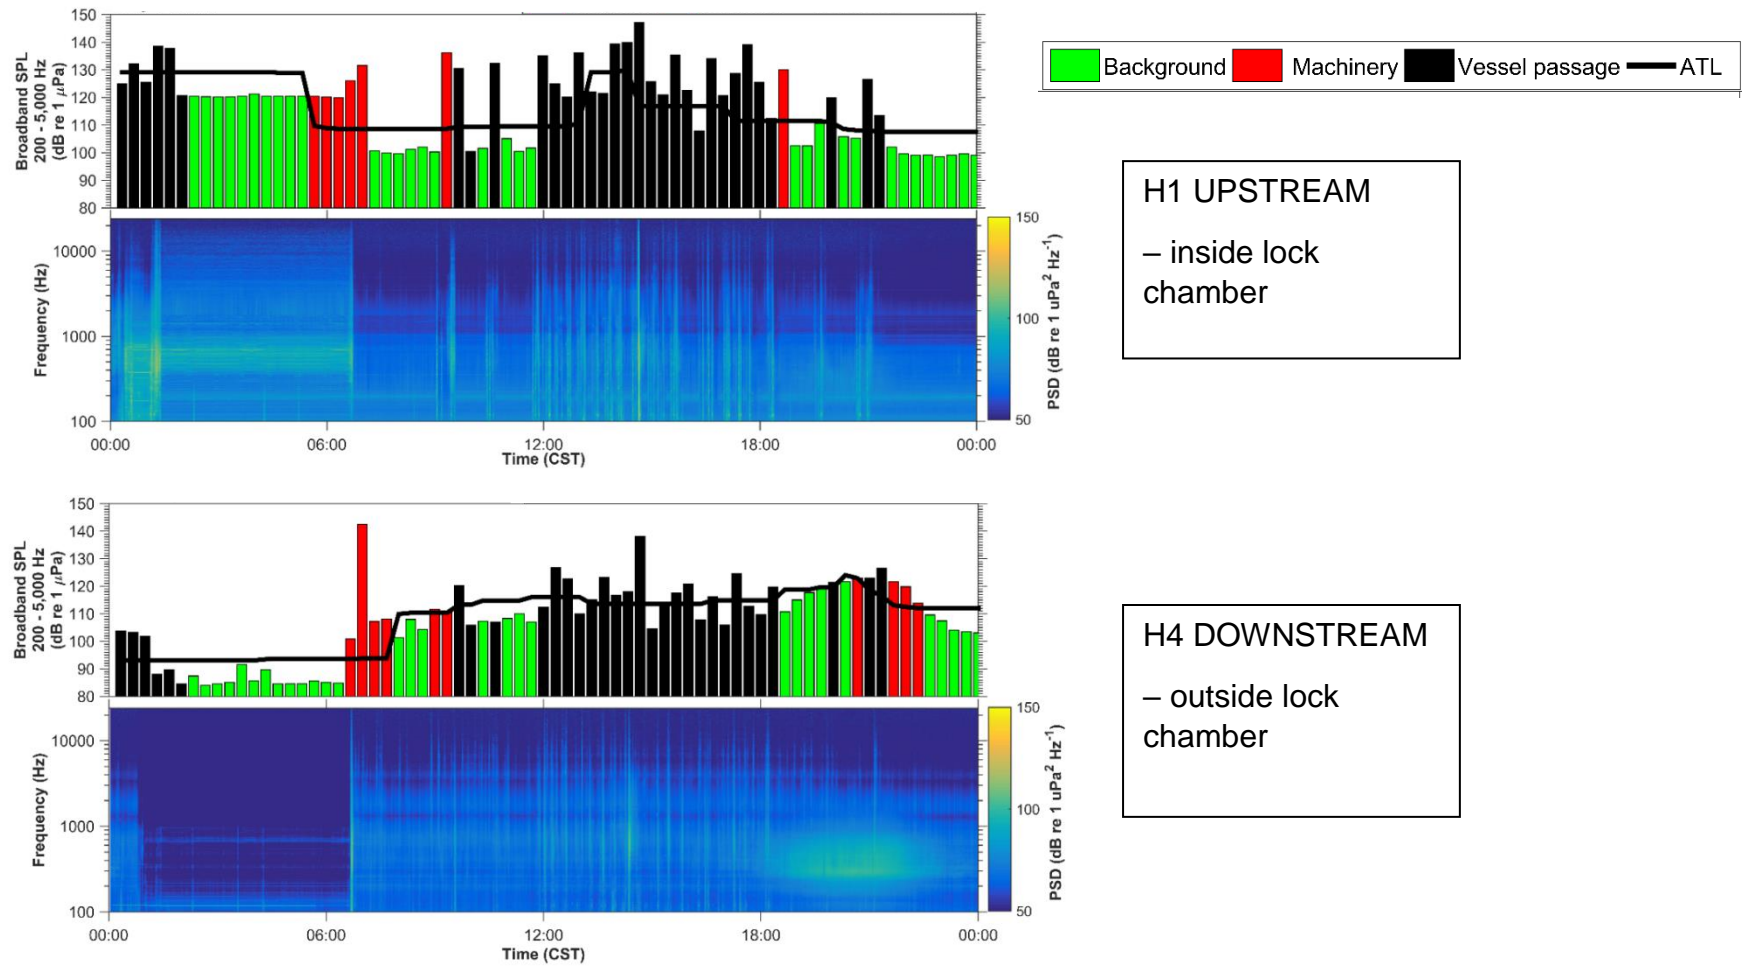 150
140
130
120
110
100
90
80
Broadband SPL
200 - 5,000 Hz
(dB re 1 μPa)
10000
1000
100
Frequency (Hz)
00:00 06:00 12:00 18:00 00:00
Time (CST)
150
100
50
PSD (dB re 1 uPa² Hz⁻¹)
Background Machinery Vessel passage ATL
H1 UPSTREAM
– inside lock
chamber
150
140
130
120
110
100
90
80
Broadband SPL
200 - 5,000 Hz
(dB re 1 μPa)
10000
1000
100
Frequency (Hz)
00:00 06:00 12:00 18:00 00:00
Time (CST)
150
100
50
PSD (dB re 1 uPa² Hz⁻¹)
H4 DOWNSTREAM
– outside lock
chamber